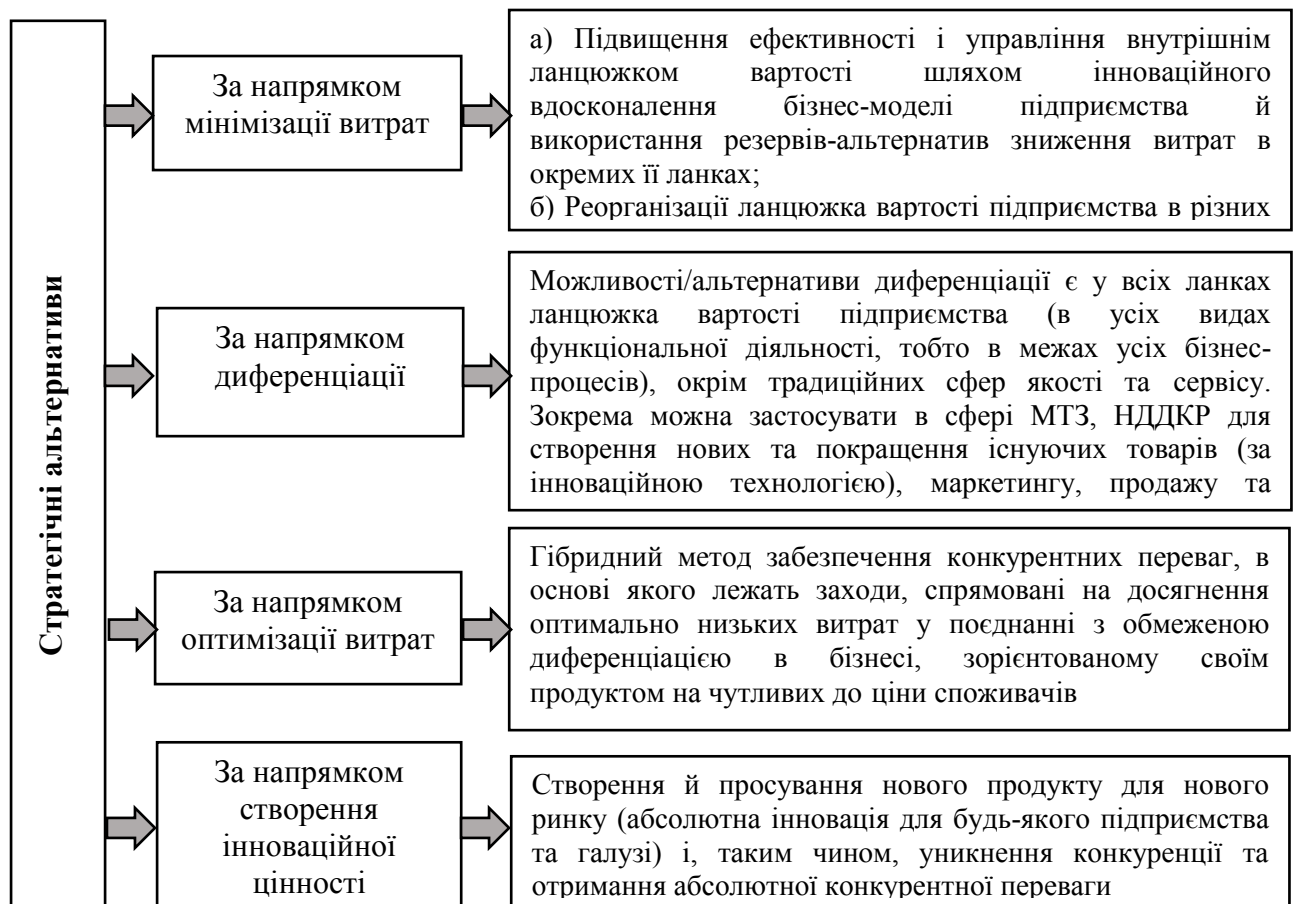 Стратегічні альтернативи
За напрямком
мінімізації витрат
а) Підвищення ефективності і управління внутрішнім
ланцюжком вартості шляхом інноваційного
вдосконалення бізнес-моделі підприємства й
використання резервів-альтернатив зниження витрат в
окремих її ланках;
б) Реорганізації ланцюжка вартості підприємства в різних
За напрямком
диференціації
Можливості/альтернативи диференціації є у всіх ланках
ланцюжка вартості підприємства (в усіх видах
функціональної діяльності, тобто в межах усіх бізнес-
процесів), окрім традиційних сфер якості та сервісу.
Зокрема можна застосувати в сфері МТЗ, НДДКР для
створення нових та покращення існуючих товарів (за
інноваційною технологією), маркетингу, продажу та
За напрямком
оптимізації витрат
Гібридний метод забезпечення конкурентних переваг, в
основі якого лежать заходи, спрямовані на досягнення
оптимально низьких витрат у поєднанні з обмеженою
диференціацією в бізнесі, зорієнтованому своїм
продуктом на чутливих до ціни споживачів
За напрямком
створення
інноваційної
цінності
Створення й просування нового продукту для нового
ринку (абсолютна інновація для будь-якого підприємства
та галузі) і, таким чином, уникнення конкуренції та
отримання абсолютної конкурентної переваги